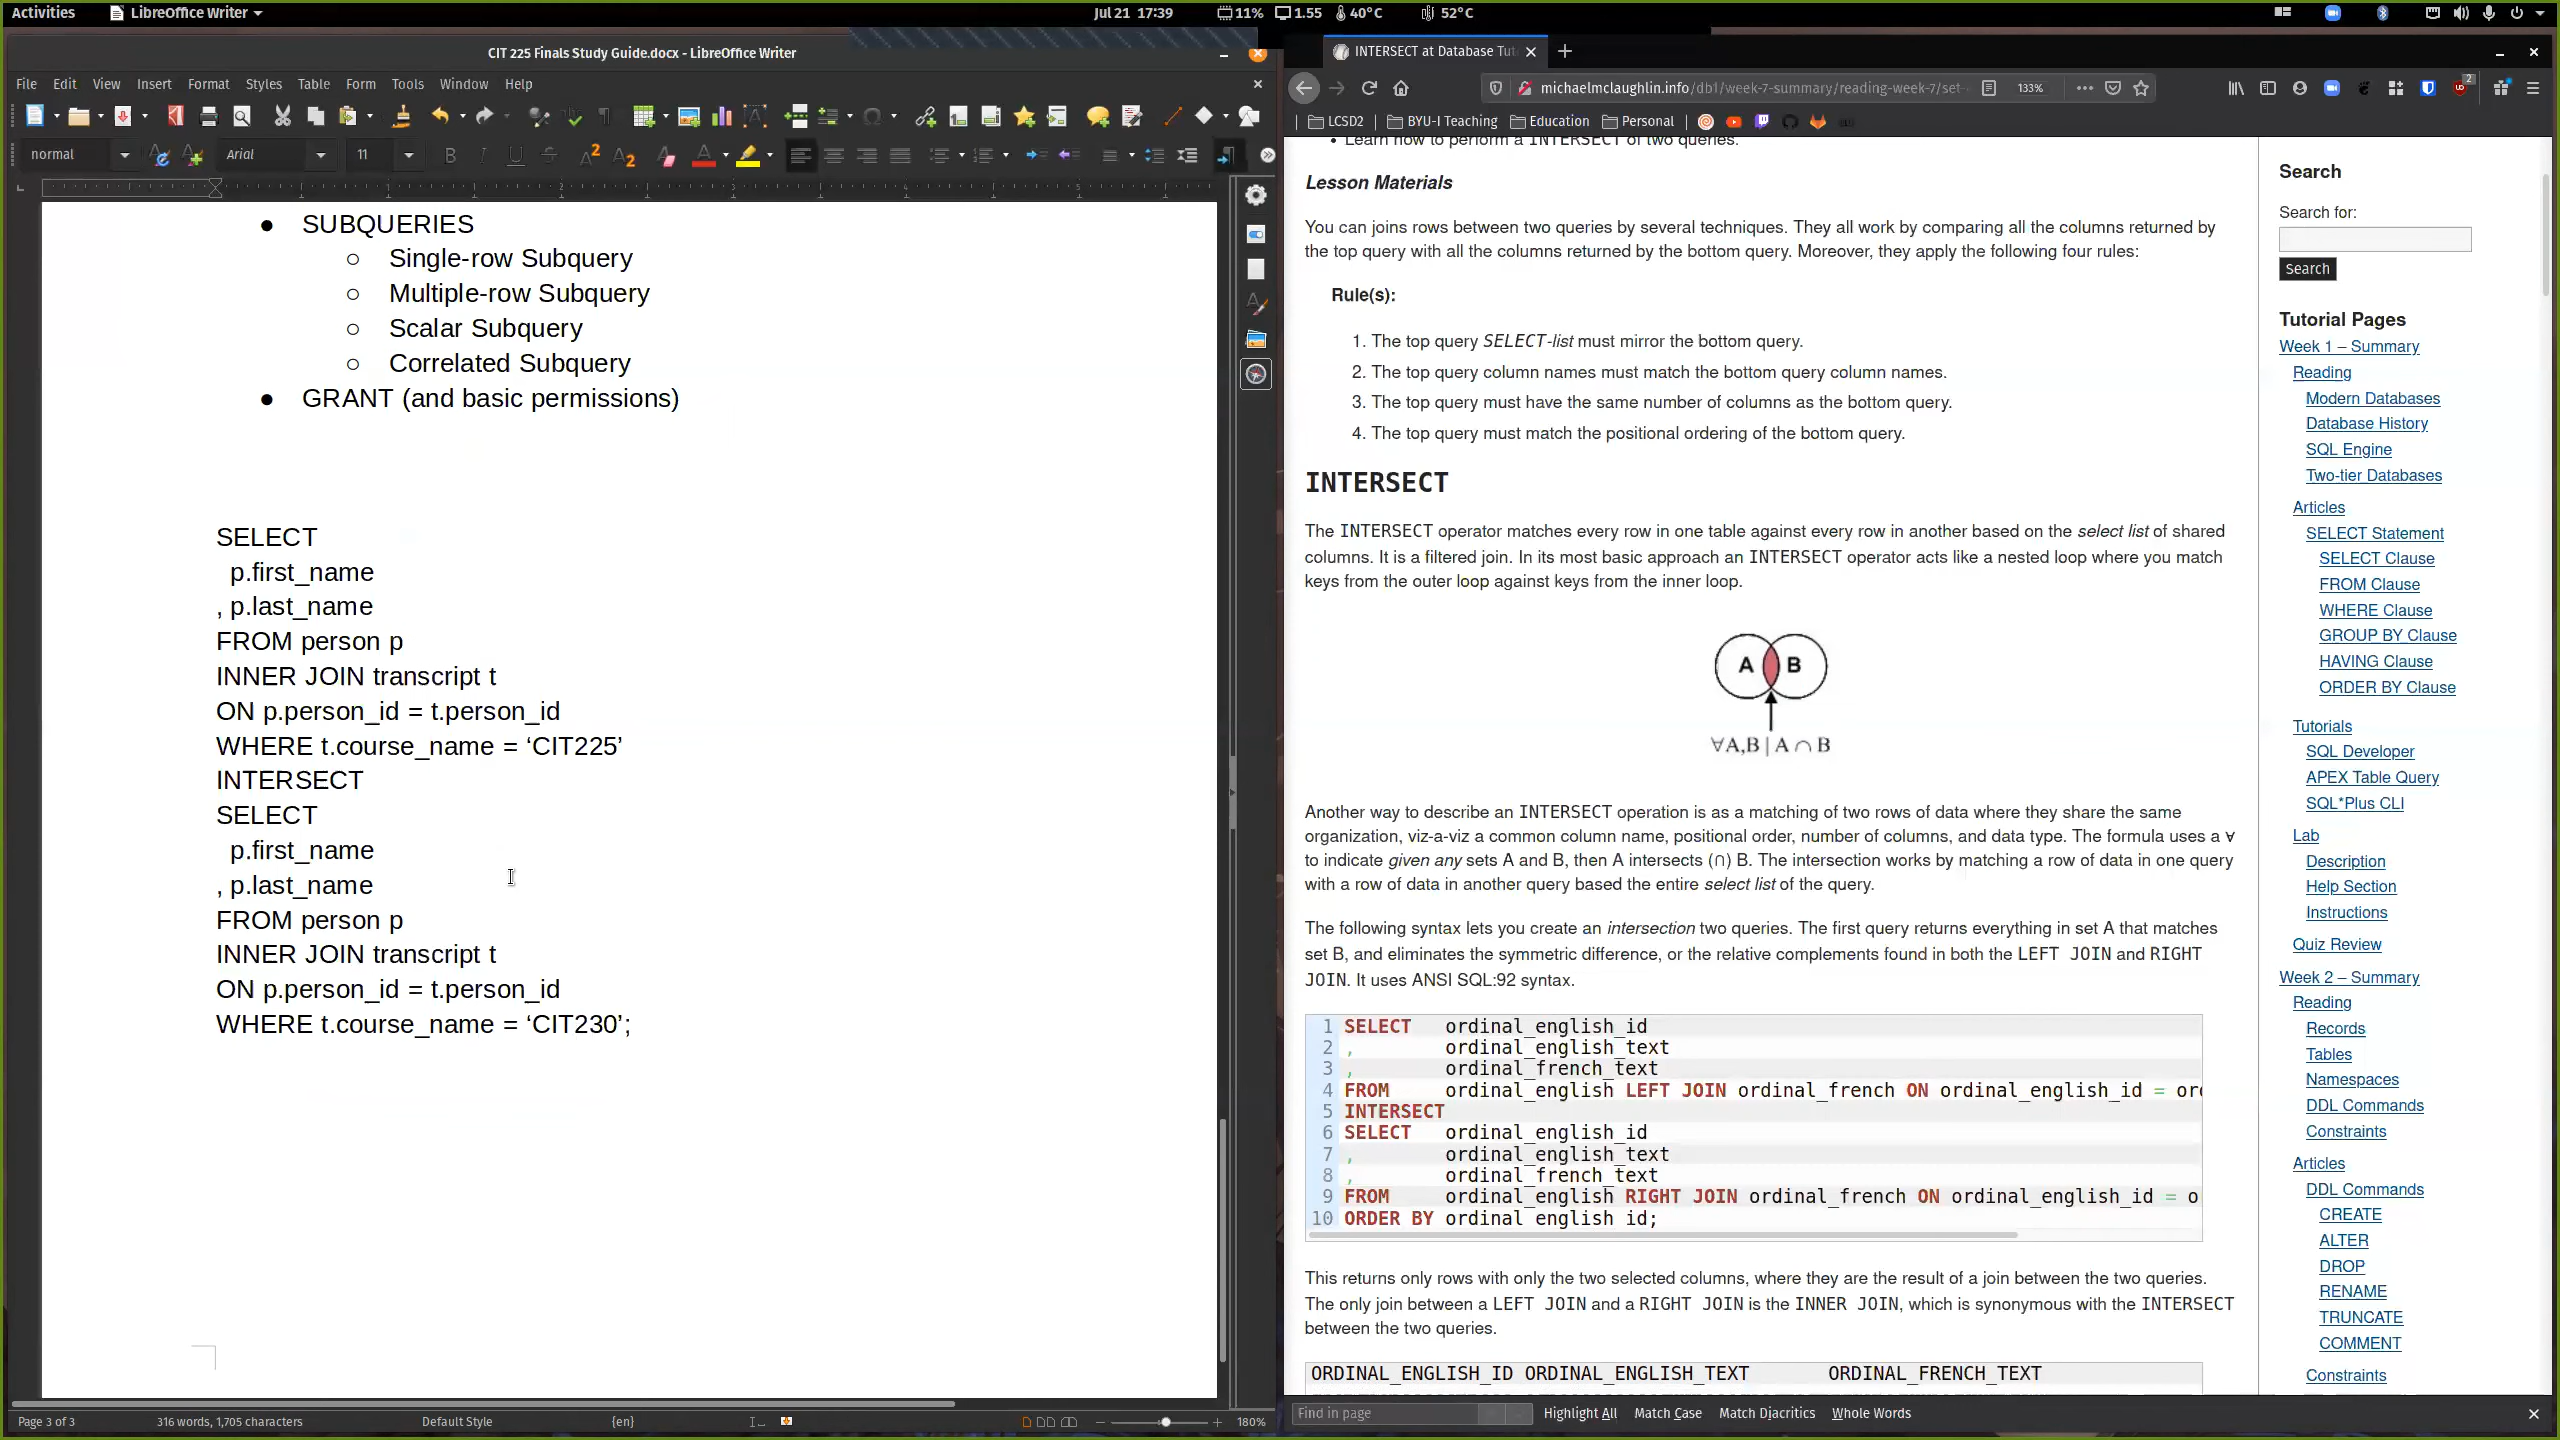 Activities
LibreOffice Writer
Jul 21 17:39
11%
1.55
40°C
52°C
CIT 225 Finals Study Guide.docx - LibreOffice Writer
File Edit View Insert Format Styles Table Form Tools Window Help
normal
Arial
11
● SUBQUERIES
○ Single-row Subquery
○ Multiple-row Subquery
○ Scalar Subquery
○ Correlated Subquery
● GRANT (and basic permissions)
SELECT
p.first_name
, p.last_name
FROM person p
INNER JOIN transcript t
ON p.person_id = t.person_id
WHERE t.course_name = ‘CIT225’
INTERSECT
SELECT
p.first_name
, p.last_name
FROM person p
INNER JOIN transcript t
ON p.person_id = t.person_id
WHERE t.course_name = ‘CIT230’;
Page 3 of 3
316 words, 1,705 characters
Default Style
{en}
180%
INTERSECT at Database Tut
michaelmclaughlin.info/db1/week-7-summary/reading-week-7/set-
133%
2
LCSD2
BYU-I Teaching
Education
Personal
• Learn how to perform a INTERSECT of two queries.
Lesson Materials
You can joins rows between two queries by several techniques. They all work by comparing all the columns returned by
the top query with all the columns returned by the bottom query. Moreover, they apply the following four rules:
Rule(s):
1. The top query SELECT-list must mirror the bottom query.
2. The top query column names must match the bottom query column names.
3. The top query must have the same number of columns as the bottom query.
4. The top query must match the positional ordering of the bottom query.
INTERSECT
The INTERSECT operator matches every row in one table against every row in another based on the select list of shared
columns. It is a filtered join. In its most basic approach an INTERSECT operator acts like a nested loop where you match
keys from the outer loop against keys from the inner loop.
A B
∀A,B | A ∩ B
Another way to describe an INTERSECT operation is as a matching of two rows of data where they share the same
organization, viz-a-viz a common column name, positional order, number of columns, and data type. The formula uses a ∀
to indicate given any sets A and B, then A intersects (∩) B. The intersection works by matching a row of data in one query
with a row of data in another query based the entire select list of the query.
The following syntax lets you create an intersection two queries. The first query returns everything in set A that matches
set B, and eliminates the symmetric difference, or the relative complements found in both the LEFT JOIN and RIGHT
JOIN. It uses ANSI SQL:92 syntax.
1 SELECT ordinal_english_id
2 , ordinal_english_text
3 , ordinal_french_text
4 FROM ordinal_english LEFT JOIN ordinal_french ON ordinal_english_id = ord
5 INTERSECT
6 SELECT ordinal_english_id
7 , ordinal_english_text
8 , ordinal_french_text
9 FROM ordinal_english RIGHT JOIN ordinal_french ON ordinal_english_id = o
10 ORDER BY ordinal_english_id;
This returns only rows with only the two selected columns, where they are the result of a join between the two queries.
The only join between a LEFT JOIN and a RIGHT JOIN is the INNER JOIN, which is synonymous with the INTERSECT
between the two queries.
ORDINAL_ENGLISH_ID ORDINAL_ENGLISH_TEXT ORDINAL_FRENCH_TEXT
Search
Search for:
Search
Tutorial Pages
Week 1 – Summary
Reading
Modern Databases
Database History
SQL Engine
Two-tier Databases
Articles
SELECT Statement
SELECT Clause
FROM Clause
WHERE Clause
GROUP BY Clause
HAVING Clause
ORDER BY Clause
Tutorials
SQL Developer
APEX Table Query
SQL*Plus CLI
Lab
Description
Help Section
Instructions
Quiz Review
Week 2 – Summary
Reading
Records
Tables
Namespaces
DDL Commands
Constraints
Articles
DDL Commands
CREATE
ALTER
DROP
RENAME
TRUNCATE
COMMENT
Constraints
Find in page
Highlight All Match Case Match Diacritics Whole Words